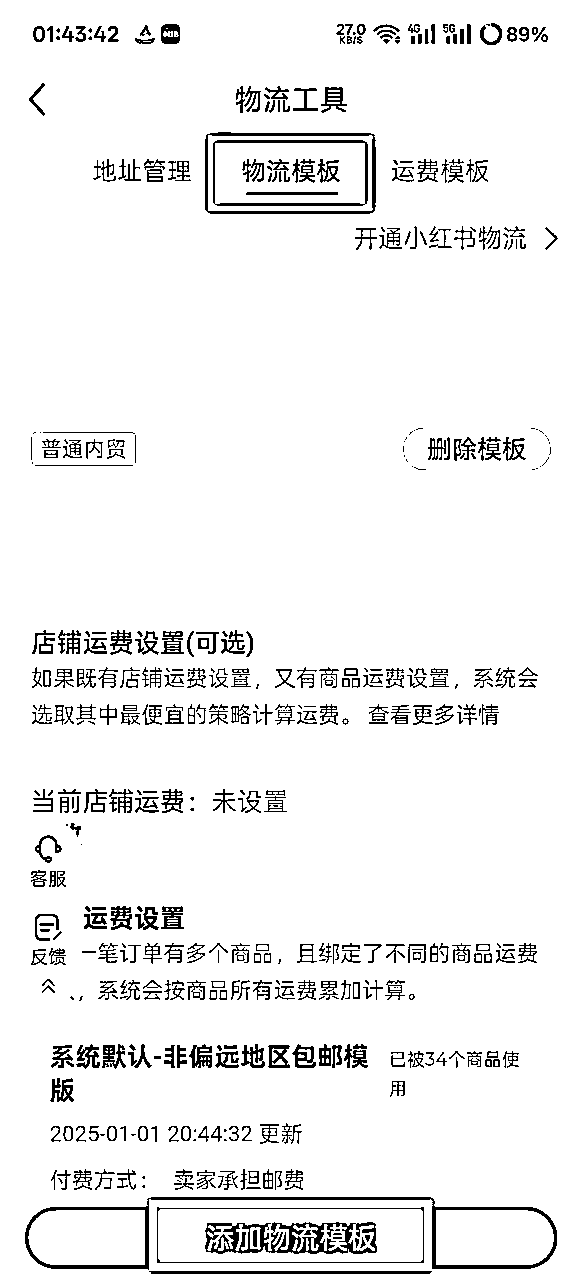 01:43:42 27.0 KB/S 4G 5G 89%
物流工具
地址管理 物流模板 运费模板
开通小红书物流
普通内贸 删除模板
店铺运费设置(可选)
如果既有店铺运费设置，又有商品运费设置，系统会
选取其中最便宜的策略计算运费。 查看更多详情
当前店铺运费：未设置
客服
运费设置
反馈 一笔订单有多个商品，且绑定了不同的商品运费
，系统会按商品所有运费累加计算。
系统默认-非偏远地区包邮模 已被34个商品使
版 用
2025-01-01 20:44:32 更新
付费方式： 卖家承担邮费
添加物流模板